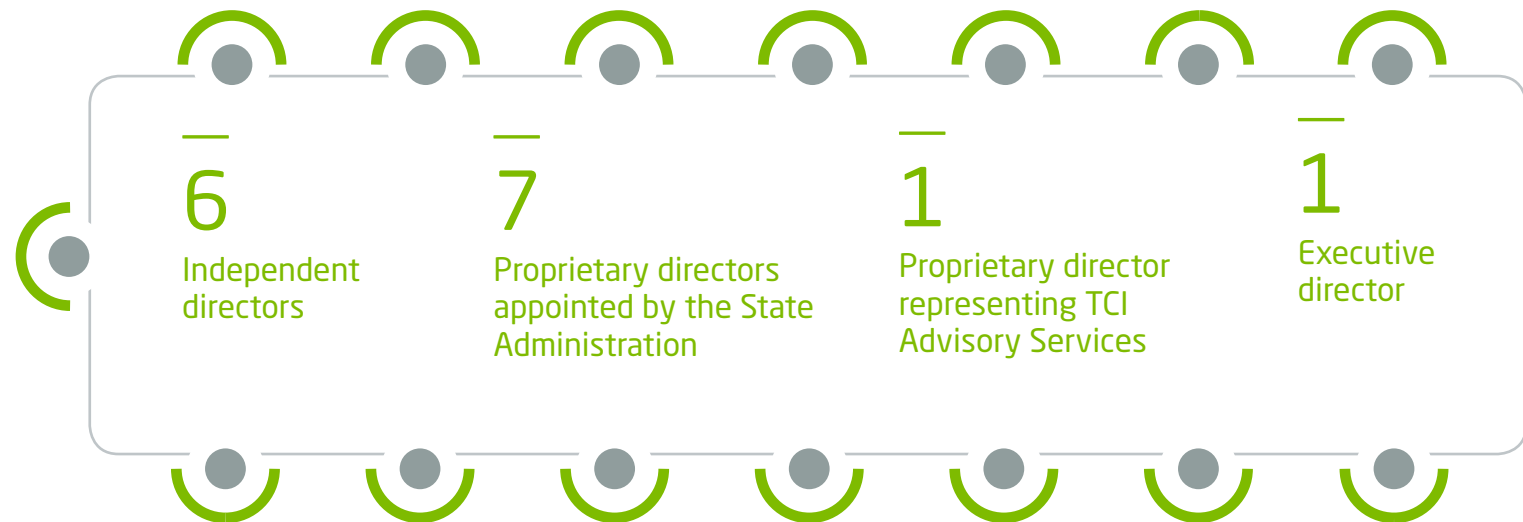 6
Independent
directors
7
Proprietary directors
appointed by the State
Administration
1
Proprietary director
representing TCI
Advisory Services
1
Executive
director